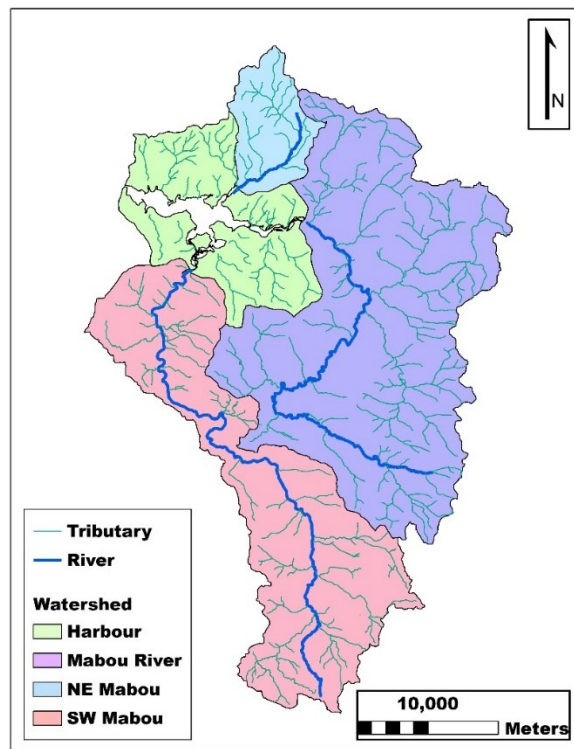 N
Tributary
River
Watershed
Harbour
Mabou River
NE Mabou
SW Mabou
10,000
Meters